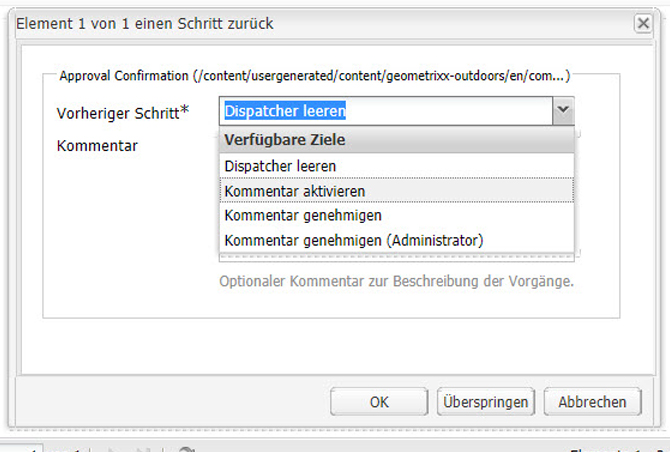 Element 1 von 1 einen Schritt zurück
Approval Confirmation (/content/usergenerated/content/geometrixx-outdoors/en/com...)
Vorheriger Schritt*
Dispatcher leeren
Kommentar
Verfügbare Ziele
Dispatcher leeren
Kommentar aktivieren
Kommentar genehmigen
Kommentar genehmigen (Administrator)
Optionaler Kommentar zur Beschreibung der Vorgänge.
OK
Überspringen
Abbrechen